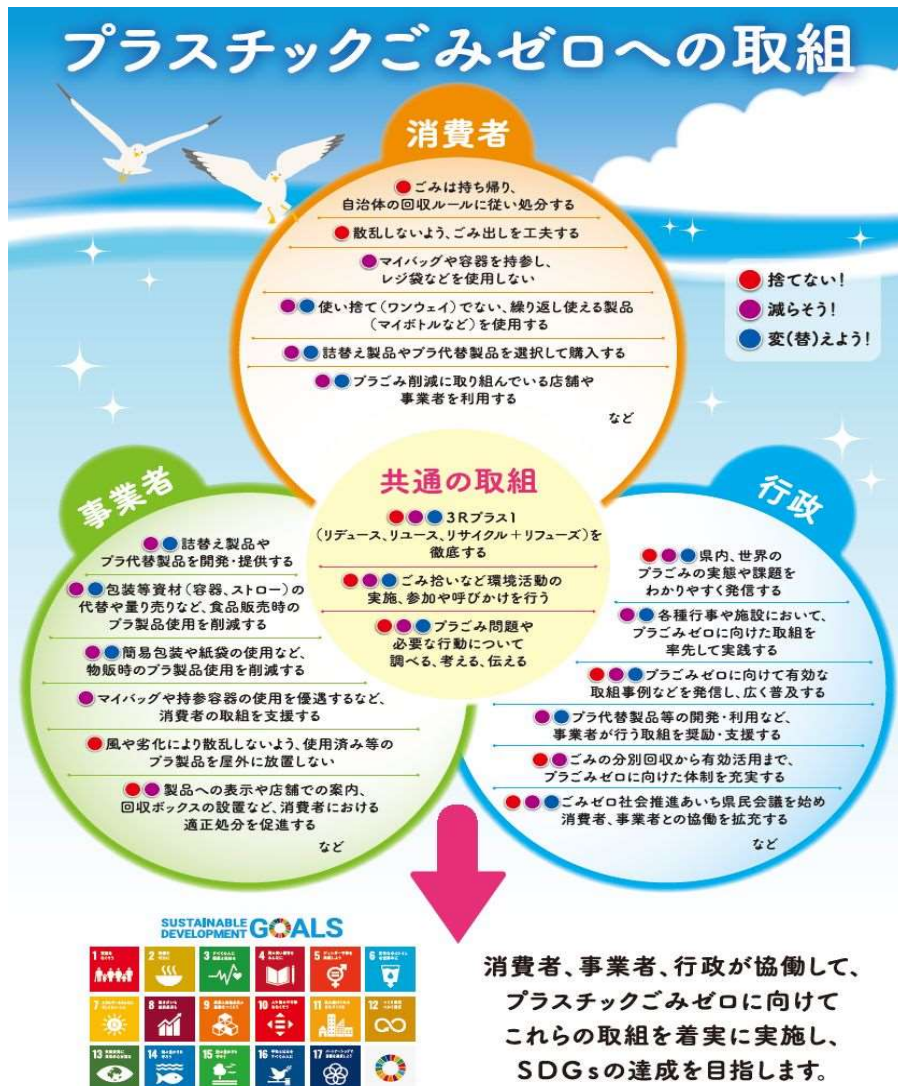 プラスチックごみゼロへの取組
消費者
ごみは持ち帰り、
自治体の回収ルールに従い処分する
散乱しないよう、ごみ出しを工夫する
マイバッグや容器を持参し、
レジ袋などを使用しない
使い捨て(ワンウェイ)でない、繰り返し使える製品
(マイボトルなど)を使用する
詰替え製品やプラ代替製品を選択して購入する
プラごみ削減に取り組んでいる店舗や
事業者を利用する
など
捨てない!
減らそう!
変(替)えよう!
共通の取組
3Rプラス1
(リデュース、リユース、リサイクル+リフューズ)を
徹底する
ごみ拾いなど環境活動の
実施、参加や呼びかけを行う
プラごみ問題や
必要な行動について
調べる、考える、伝える
事業者
詰替え製品や
プラ代替製品を開発・提供する
包装等資材(容器、ストロー)の
代替や量り売りなど、食品販売時の
プラ製品使用を削減する
簡易包装や紙袋の使用など、
物販時のプラ製品使用を削減する
マイバッグや持参容器の使用を優遇するなど、
消費者の取組を支援する
風や劣化により散乱しないよう、使用済み等の
プラ製品を屋外に放置しない
製品への表示や店舗での案内、
回収ボックスの設置など、消費者における
適正処分を促進する
など
行政
県内、世界の
プラごみの実態や課題を
わかりやすく発信する
各種行事や施設において、
プラごみゼロに向けた取組を
率先して実践する
プラごみゼロに向けて有効な
取組事例などを発信し、広く普及する
プラ代替製品等の開発・利用など、
事業者が行う取組を奨励・支援する
ごみの分別回収から有効活用まで、
プラごみゼロに向けた体制を充実する
ごみゼロ社会推進あいち県民会議を始め
消費者、事業者との協働を拡充する
など
SUSTAINABLE
DEVELOPMENT GOALS
1
2
3
4
5
6
7
8
9
10
11
12
13
14
15
16
17
消費者、事業者、行政が協働して、
プラスチックごみゼロに向けて
これらの取組を着実に実施し、
SDGsの達成を目指します。